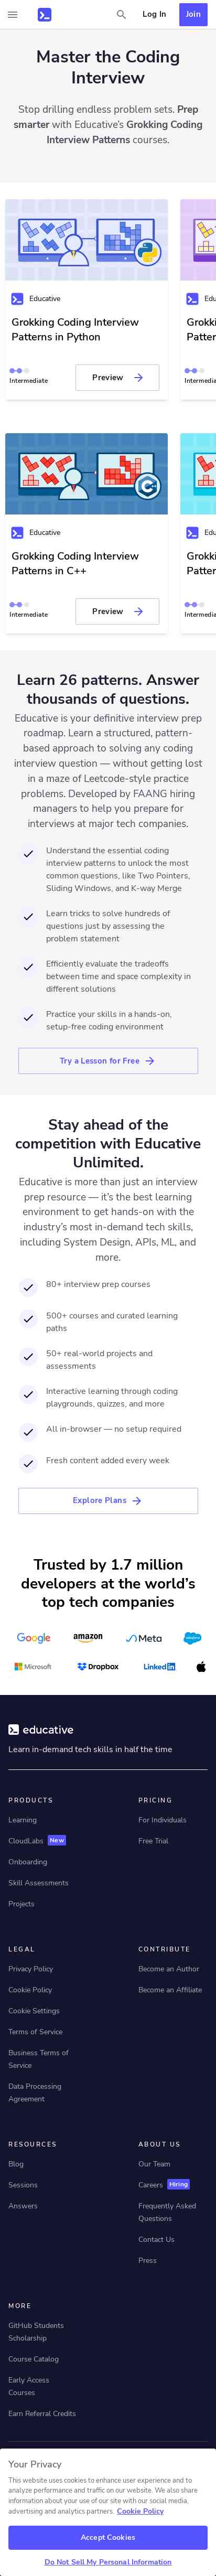 Log In
Join
Master the Coding
Interview
Stop drilling endless problem sets. Prep
smarter with Educative's Grokking Coding
Interview Patterns courses.
Educative
Grokking Coding Interview
Patterns in Python
Intermediate
Preview
Edu
Grokki
Patter
Intermedia
Educative
Grokking Coding Interview
Patterns in C++
Intermediate
Preview
Edu
Grokki
Patter
Intermedia
Learn 26 patterns. Answer
thousands of questions.
Educative is your definitive interview prep
roadmap. Learn a structured, pattern-
based approach to solving any coding
interview question — without getting lost
in a maze of Leetcode-style practice
problems. Developed by FAANG hiring
managers to help you prepare for
interviews at major tech companies.
Understand the essential coding
interview patterns to unlock the most
common questions, like Two Pointers,
Sliding Windows, and K-way Merge
Learn tricks to solve hundreds of
questions just by assessing the
problem statement
Efficiently evaluate the tradeoffs
between time and space complexity in
different solutions
Practice your skills in a hands-on,
setup-free coding environment
Try a Lesson for Free
Stay ahead of the
competition with Educative
Unlimited.
Educative is more than just an interview
prep resource — it's the best learning
environment to get hands-on with the
industry's most in-demand tech skills,
including System Design, APIs, ML, and
more.
80+ interview prep courses
500+ courses and curated learning
paths
50+ real-world projects and
assessments
Interactive learning through coding
playgrounds, quizzes, and more
All in-browser — no setup required
Fresh content added every week
Explore Plans
Trusted by 1.7 million
developers at the world's
top tech companies
Google
amazon
Meta
salesforce
Microsoft
Dropbox
LinkedIn
educative
Learn in-demand tech skills in half the time
PRODUCTS
Learning
CloudLabs New
Onboarding
Skill Assessments
Projects
PRICING
For Individuals
Free Trial
LEGAL
Privacy Policy
Cookie Policy
Cookie Settings
Terms of Service
Business Terms of
Service
Data Processing
Agreement
CONTRIBUTE
Become an Author
Become an Affiliate
RESOURCES
Blog
Sessions
Answers
ABOUT US
Our Team
Careers Hiring
Frequently Asked
Questions
Contact Us
Press
MORE
GitHub Students
Scholarship
Course Catalog
Early Access
Courses
Earn Referral Credits
Your Privacy
This website uses cookies to enhance user experience and to
analyze performance and traffic on our website. We also share
information about your use of our site with our social media,
advertising and analytics partners. Cookie Policy
Accept Cookies
Do Not Sell My Personal Information